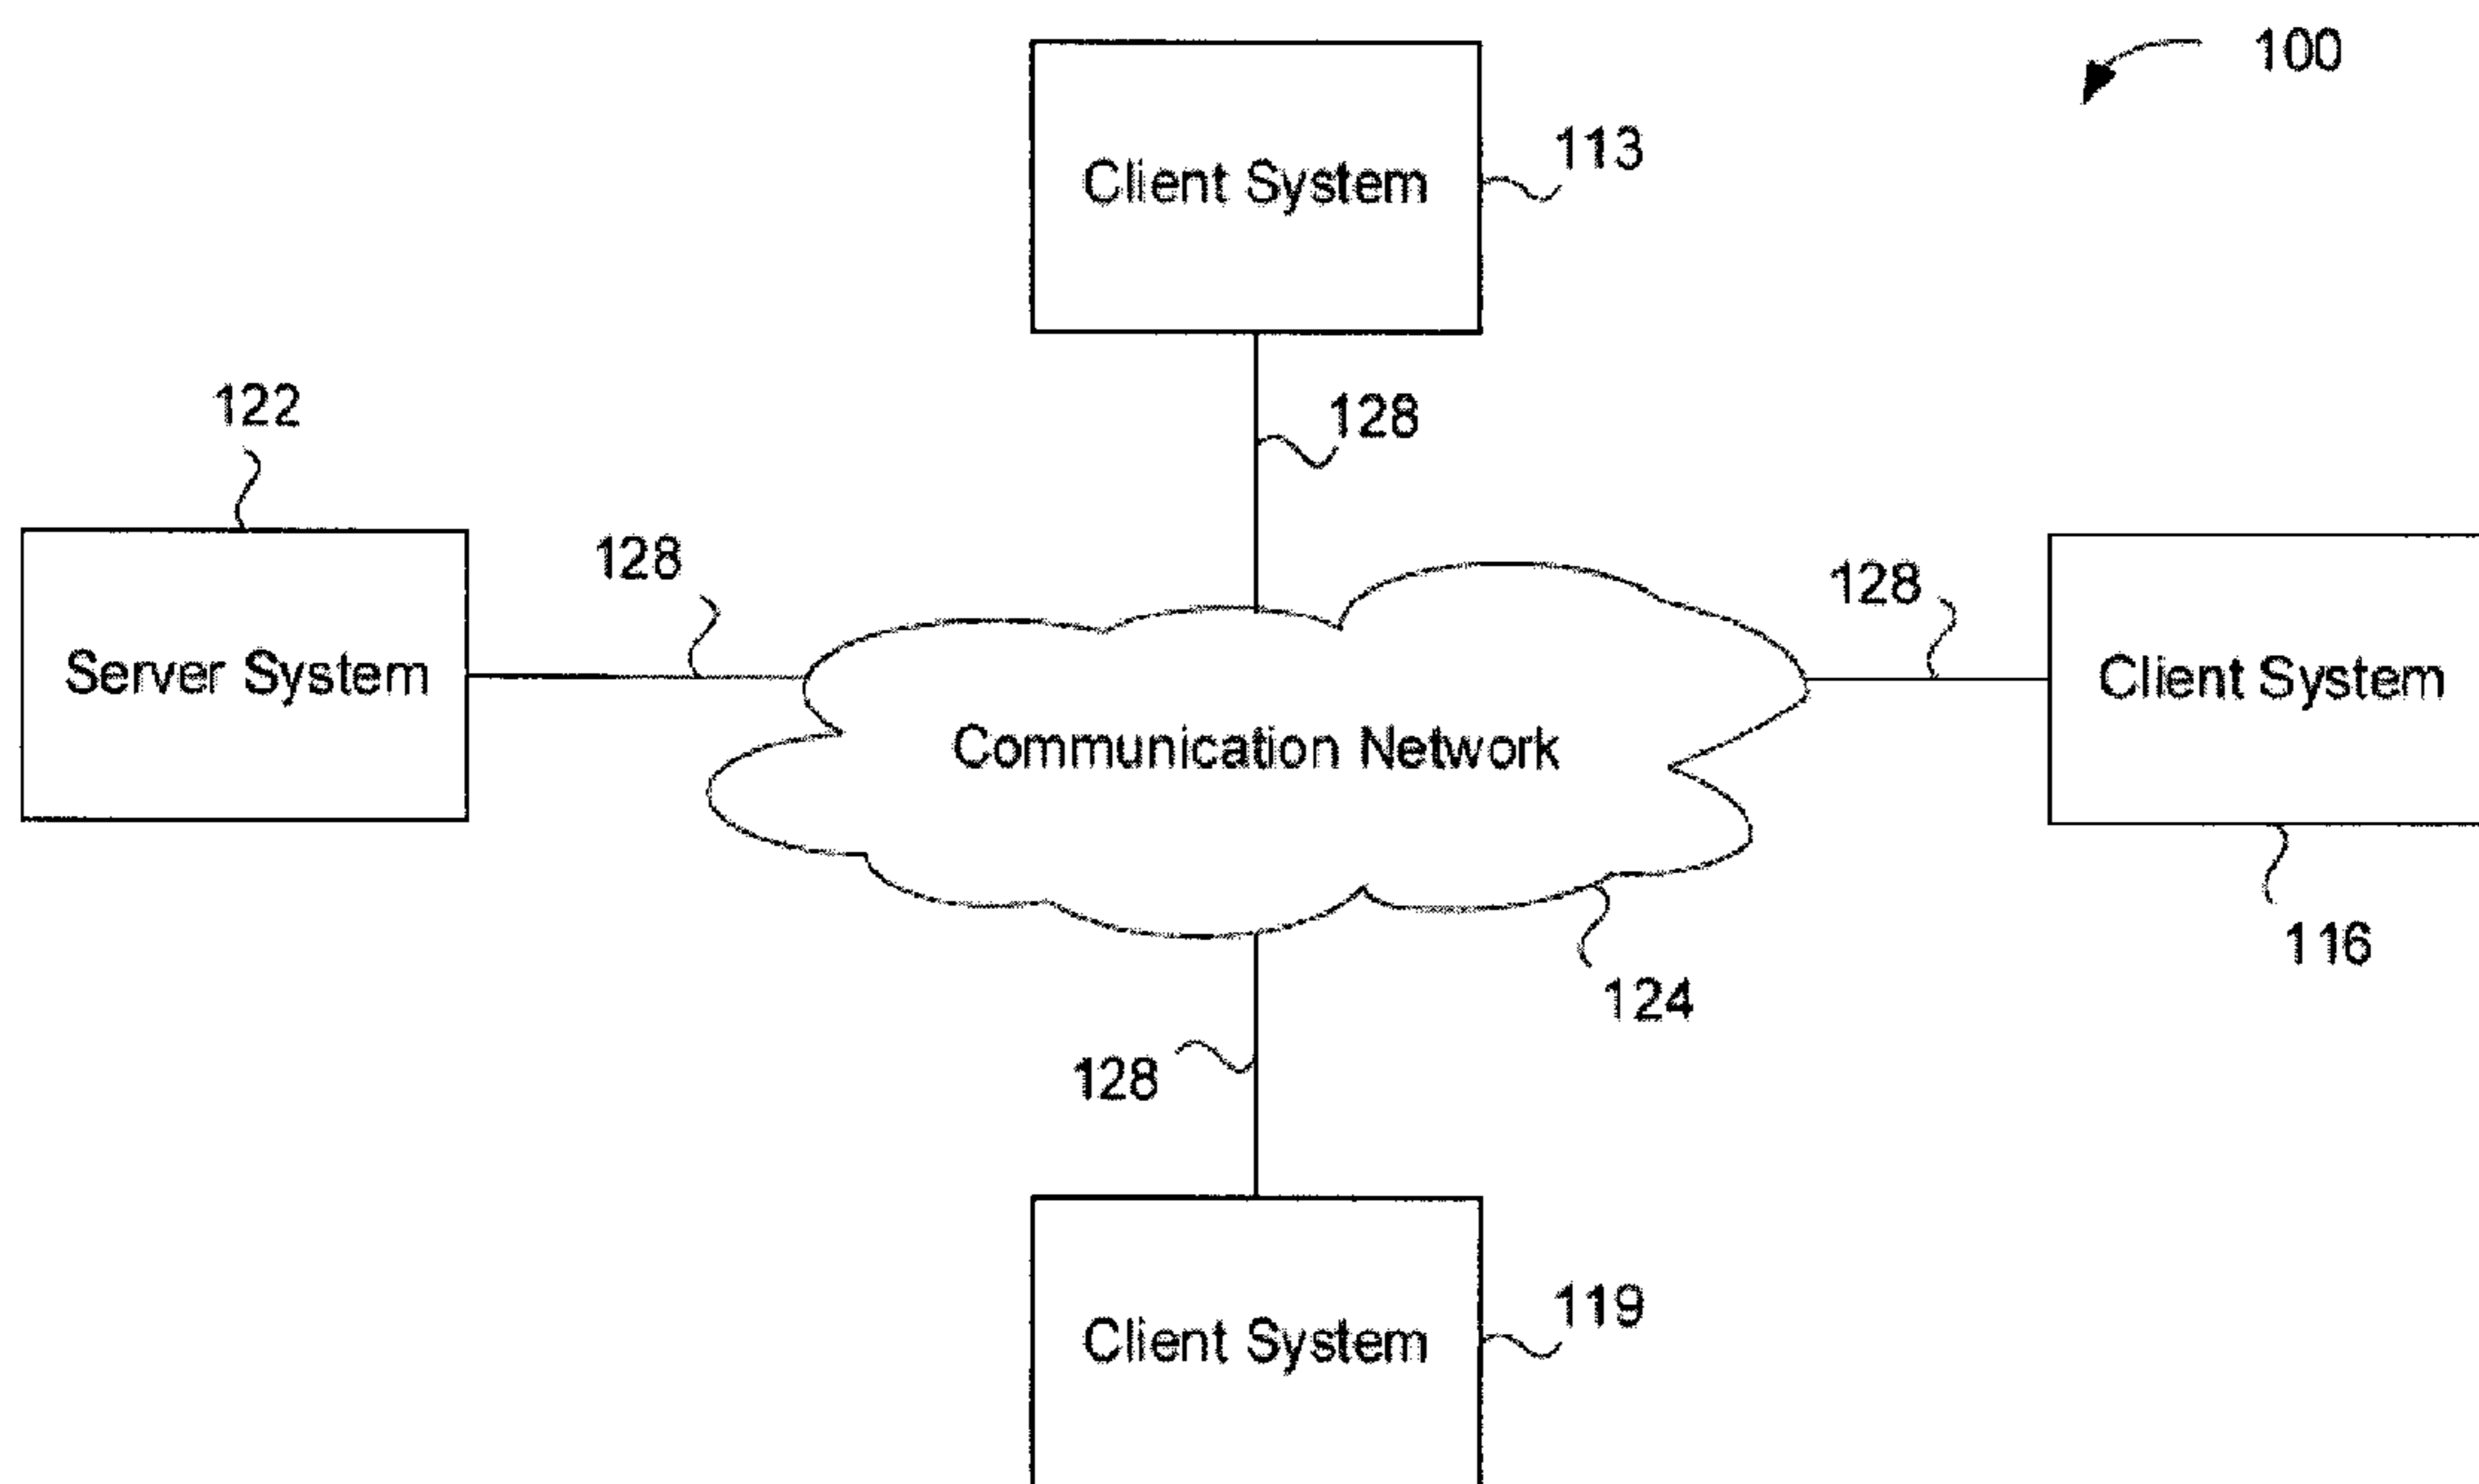 100
113
Client System
128
122
128
128
Server System
Client System
Communication Network
116
124
128
119
Client System